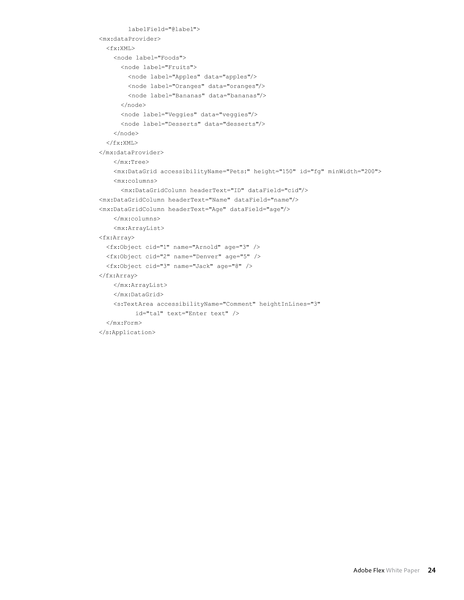 labelField="@label">
<mx:dataProvider>
<fx:XML>
<node label="Foods">
<node label="Fruits">
<node label="Apples" data="apples"/>
<node label="Oranges" data="oranges"/>
<node label="Bananas" data="bananas"/>
</node>
<node label="Veggies" data="veggies"/>
<node label="Desserts" data="desserts"/>
</node>
</fx:XML>
</mx:dataProvider>
</mx:Tree>
<mx:DataGrid accessibilityName="Pets:" height="150" id="fg" minWidth="200">
<mx:columns>
<mx:DataGridColumn headerText="ID" dataField="cid"/>
<mx:DataGridColumn headerText="Name" dataField="name"/>
<mx:DataGridColumn headerText="Age" dataField="age"/>
</mx:columns>
<mx:ArrayList>
<fx:Array>
<fx:Object cid="1" name="Arnold" age="3" />
<fx:Object cid="2" name="Denver" age="5" />
<fx:Object cid="3" name="Jack" age="8" />
</fx:Array>
</mx:ArrayList>
</mx:DataGrid>
<s:TextArea accessibilityName="Comment" heightInLines="3"
id="ta1" text="Enter text" />
</mx:Form>
</s:Application>
Adobe Flex White Paper 24